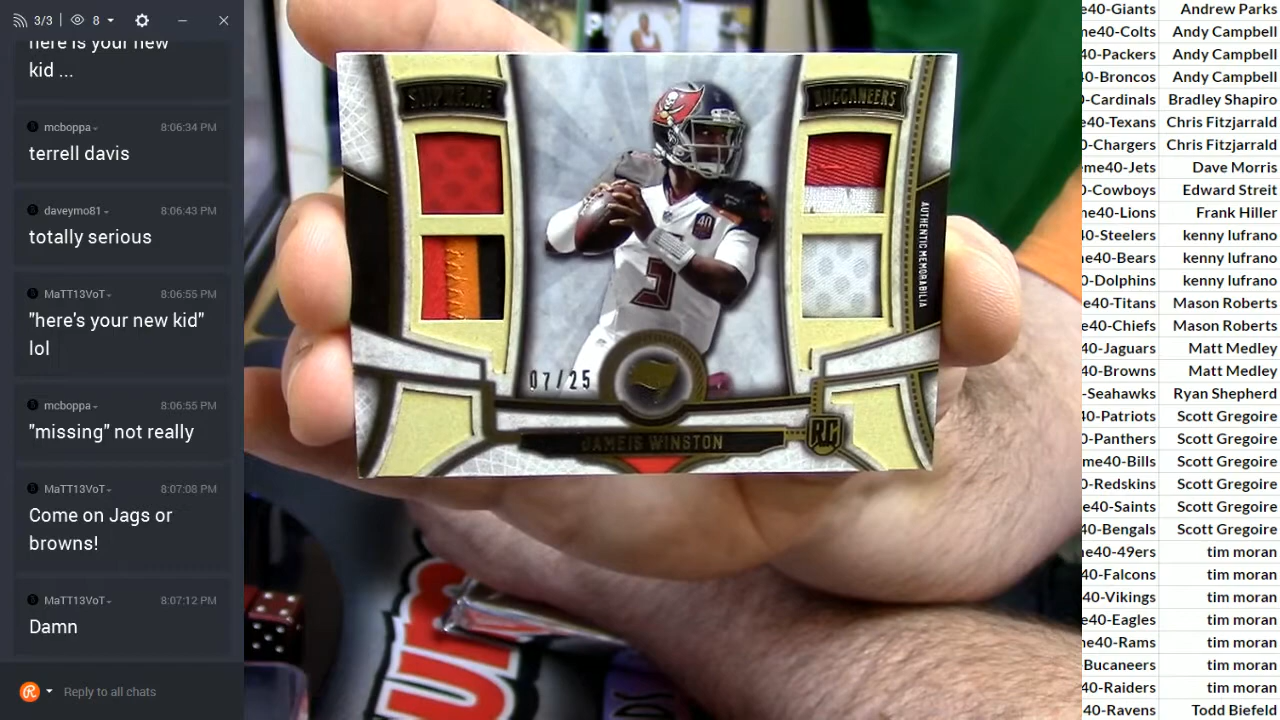 3/3
8
here is your new
kid ...
mcboppa
8:06:34 PM
terrell davis
daveymo81
8:06:43 PM
totally serious
MaTT13VoT
8:06:55 PM
"here's your new kid"
lol
mcboppa
8:06:55 PM
"missing" not really
MaTT13VoT
8:07:08 PM
Come on Jags or
browns!
MaTT13VoT
8:07:12 PM
Damn
Reply to all chats
SUPREME
BUCCANEERS
AUTHENTIC MEMORABILIA
40
3
07/25
JAMEIS WINSTON
RC
me40-Giants Andrew Parks
ne40-Colts Andy Campbell
40-Packers Andy Campbell
40-Broncos Andy Campbell
0-Cardinals Bradley Shapiro
e40-Texans Chris Fitzjarrald
0-Chargers Chris Fitzjarrald
eme40-Jets Dave Morris
0-Cowboys Edward Streit
me40-Lions Frank Hiller
40-Steelers kenny lufrano
ne40-Bears kenny lufrano
40-Dolphins kenny lufrano
e40-Titans Mason Roberts
e40-Chiefs Mason Roberts
40-Jaguars Matt Medley
40-Browns Matt Medley
-Seahawks Ryan Shepherd
40-Patriots Scott Gregoire
0-Panthers Scott Gregoire
me40-Bills Scott Gregoire
0-Redskins Scott Gregoire
e40-Saints Scott Gregoire
40-Bengals Scott Gregoire
me40-49ers tim moran
40-Falcons tim moran
40-Vikings tim moran
e40-Eagles tim moran
me40-Rams tim moran
Bucaneers tim moran
40-Raiders tim moran
40-Ravens Todd Biefeld